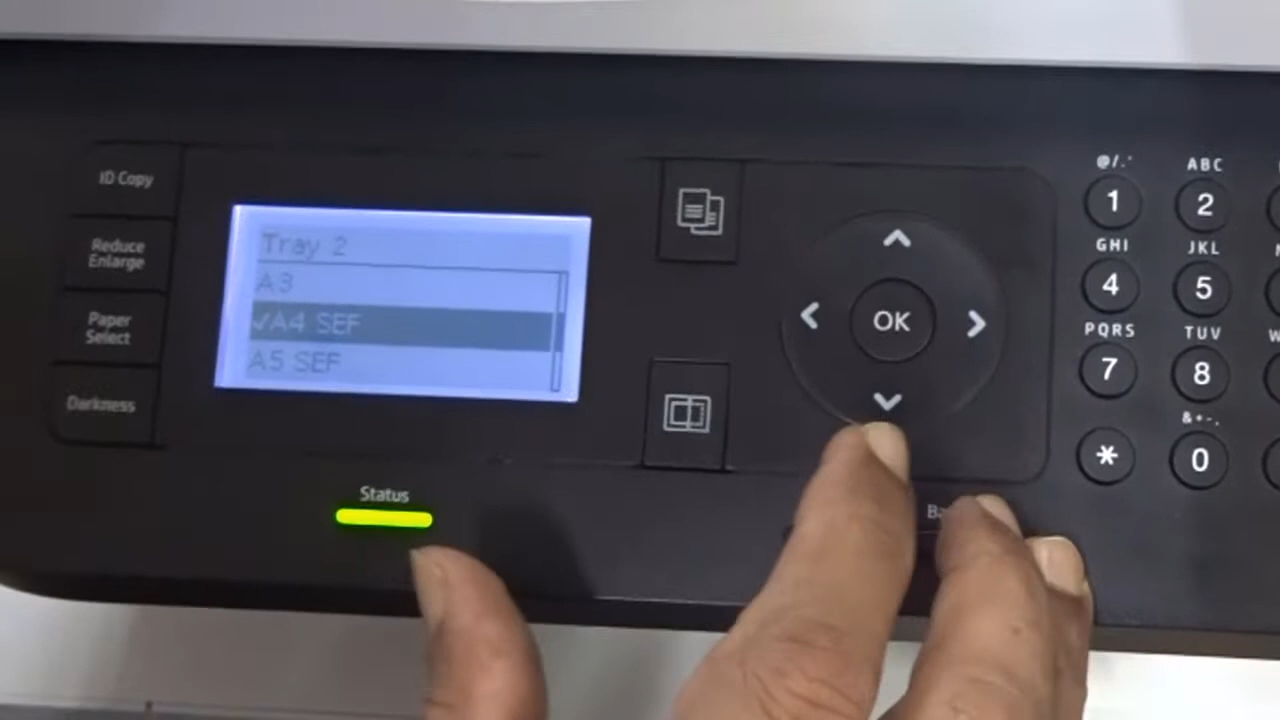 ID Copy
Reduce
Enlarge
Paper
Select
Darkness
Tray 2
A3
✓A4 SEF
A5 SEF
Status
OK
@/.'
1
ABC
2
GHI
4
JKL
5
PQRS
7
TUV
8
*
&+-,
0